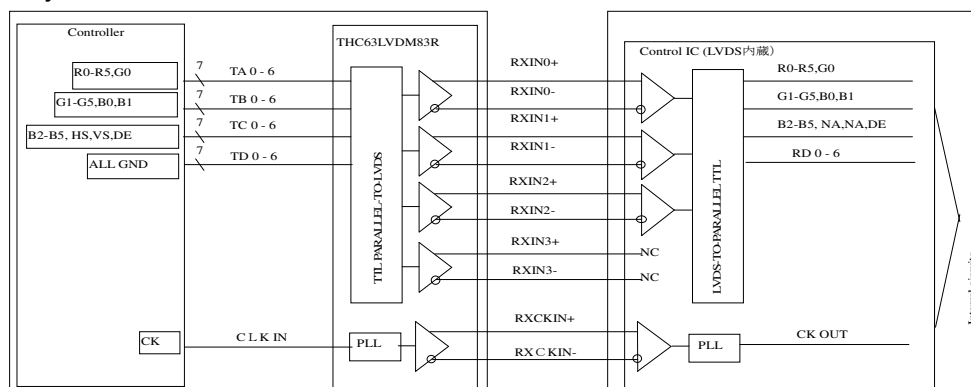 Controller
THC63LVDM83R
Control IC (LVDS内蔵)
R0-R5,G0
G1-G5,B0,B1
B2-B5, HS,VS,DE
ALL GND
CK
7
TA 0 - 6
7
TB 0 - 6
7
TC 0 - 6
7
TD 0 - 6
CLK IN
TTL PARALLEL-TO-LVDS
PLL
RXIN0+
RXIN0-
RXIN1+
RXIN1-
RXIN2+
RXIN2-
RXIN3+
RXIN3-
RXCKIN+
RXCKIN-
NC
NC
LVDS-TO-PARALLEL TTL
PLL
R0-R5,G0
G1-G5,B0,B1
B2-B5, NA,NA,DE
RD 0 - 6
CK OUT